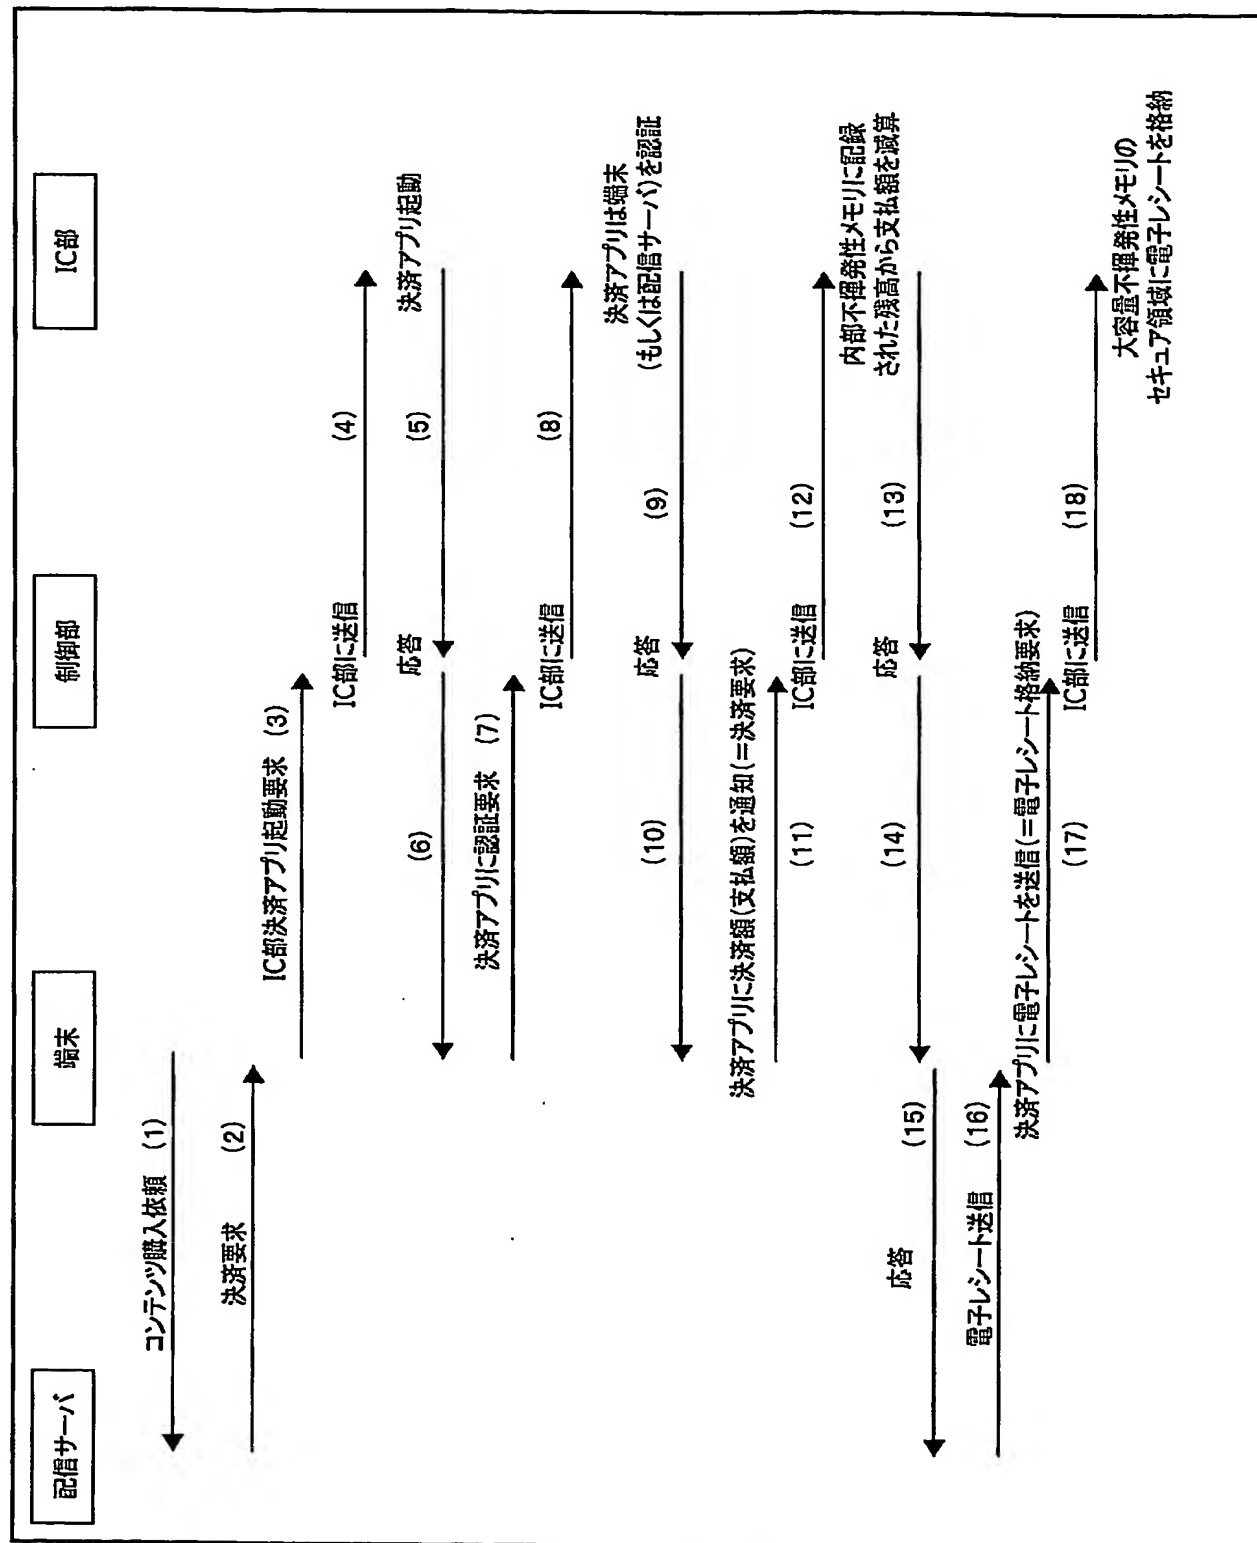 配信サーバ
端末
制御部
IC部
コンテンツ購入依頼 (1)
決済要求 (2)
IC部決済アプリ起動要求 (3)
IC部に送信
(4)
決済アプリ起動
(5)
応答
(6)
決済アプリに認証要求 (7)
IC部に送信
(8)
決済アプリは端末
(もしくは配信サーバ)を認証
(9)
応答
(10)
決済アプリに決済額(支払額)を通知(=決済要求)
(11)
IC部に送信
(12)
内部不揮発性メモリに記録
された残高から支払額を減算
(13)
応答
(14)
応答
(15)
電子レシート送信
(16)
決済アプリに電子レシートを送信(=電子レシート格納要求)
(17)
IC部に送信
(18)
大容量不揮発性メモリの
セキュア領域に電子レシートを格納